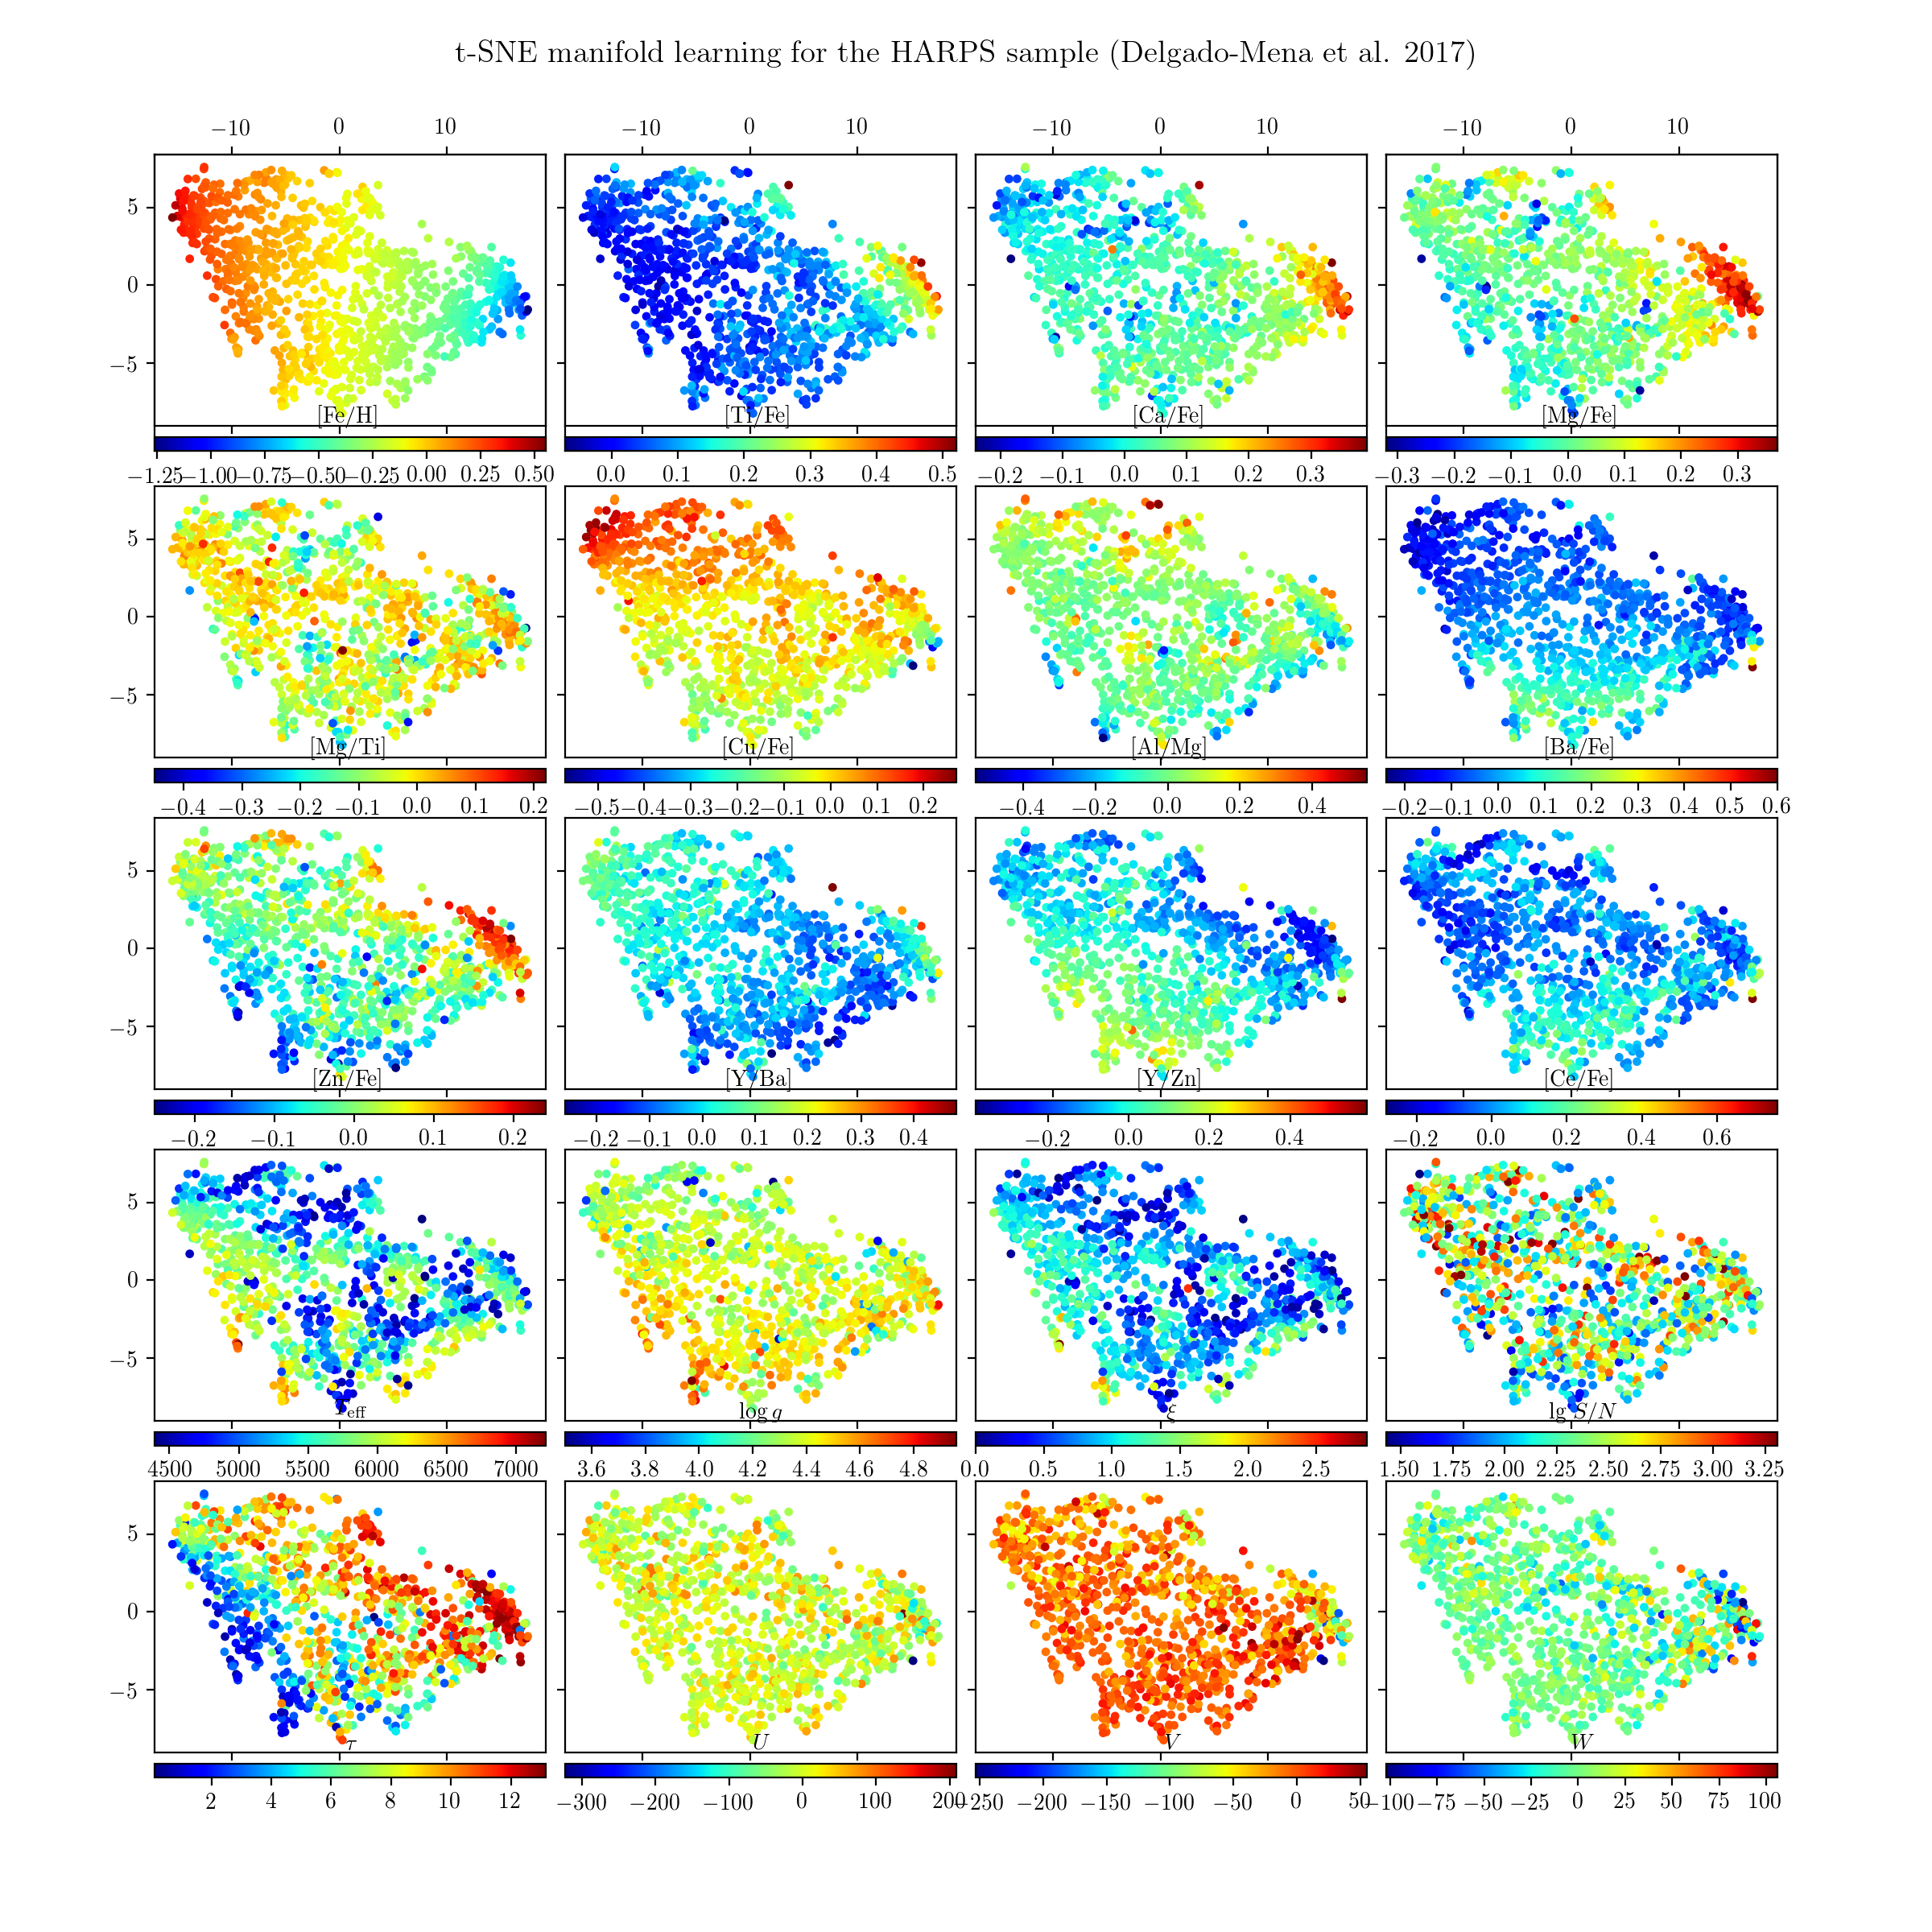 t-SNE manifold learning for the HARPS sample (Delgado-Mena et al. 2017)
−10 0 10 −10 0 10 −10 0 10 −10 0 10
5
0
−5
[Fe/H] [Ti/Fe] [Ca/Fe] [Mg/Fe]
−1.25 −1.00 −0.75 −0.50 −0.25 0.00 0.25 0.50 0.0 0.1 0.2 0.3 0.4 0.5 −0.2 −0.1 0.0 0.1 0.2 0.3 −0.3 −0.2 −0.1 0.0 0.1 0.2 0.3
5
0
−5
[Mg/Ti] [Cu/Fe] [Al/Mg] [Ba/Fe]
−0.4 −0.3 −0.2 −0.1 0.0 0.1 0.2 −0.5 −0.4 −0.3 −0.2 −0.1 0.0 0.1 0.2 −0.4 −0.2 0.0 0.2 0.4 −0.2 −0.1 0.0 0.1 0.2 0.3 0.4 0.5 0.6
5
0
−5
[Zn/Fe] [Y/Ba] [Y/Zn] [Ce/Fe]
−0.2 −0.1 0.0 0.1 0.2 −0.2 −0.1 0.0 0.1 0.2 0.3 0.4 −0.2 0.0 0.2 0.4 −0.2 0.0 0.2 0.4 0.6
5
0
−5
eff log g ξ lg S/N
4500 5000 5500 6000 6500 7000 3.6 3.8 4.0 4.2 4.4 4.6 4.8 0.0 0.5 1.0 1.5 2.0 2.5 1.50 1.75 2.00 2.25 2.50 2.75 3.00 3.25
5
0
−5
τ U V W
2 4 6 8 10 12 −300 −200 −100 0 100 200 −250 −200 −150 −100 −50 0 50 −100 −75 −50 −25 0 25 50 75 100